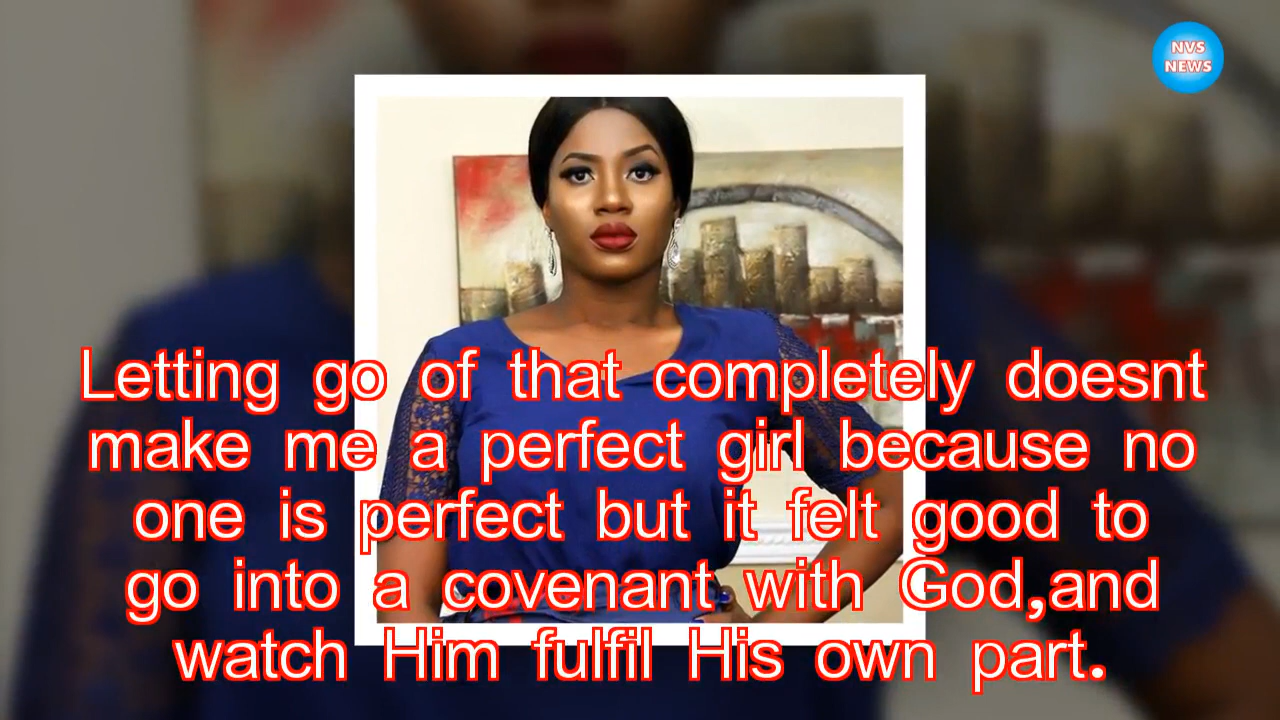 NVS
NEWS
Letting go of that completely doesnt
make me a perfect girl because no
one is perfect but it felt good to
go into a covenant with God,and
watch Him fulfil His own part.